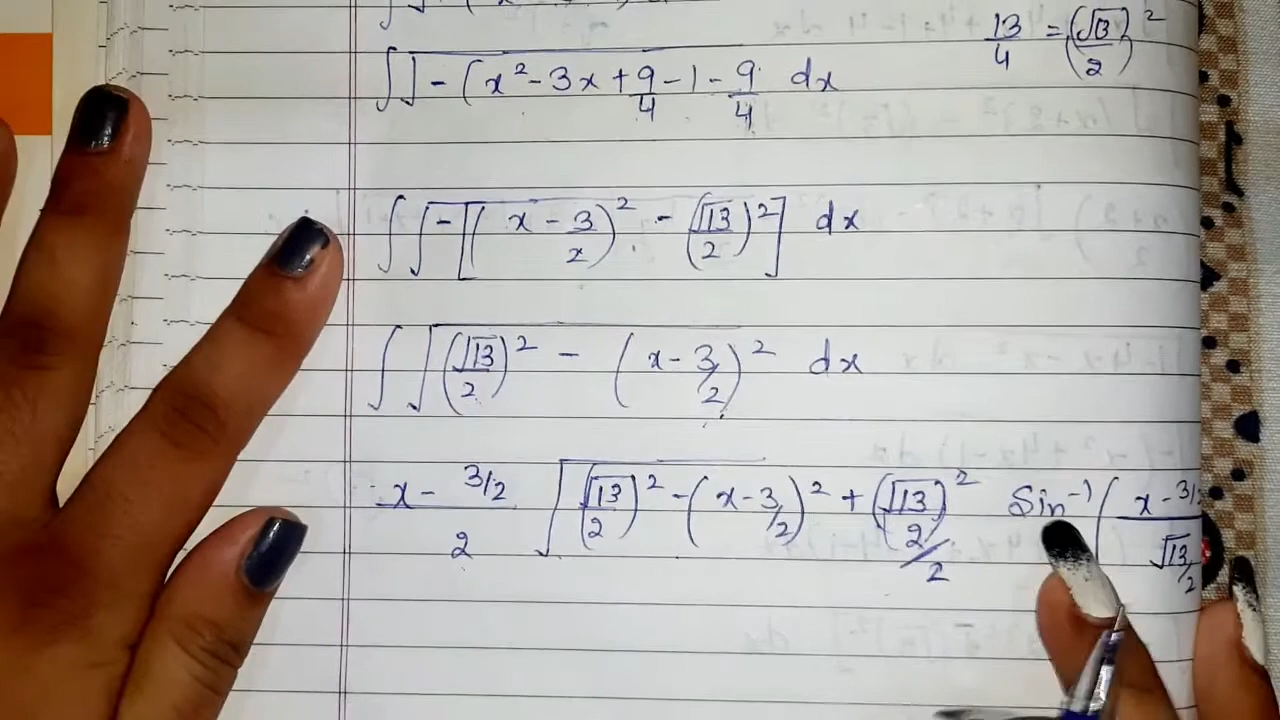 13/4 = (√13/2)²
∫√-(x² - 3x + 9/4 - 1 - 9/4 dx
∫√-[(x - 3/2)² - (√13/2)²] dx
∫√(√13/2)² - (x - 3/2)² dx
x - 3/2 / 2 √(√13/2)² - (x - 3/2)² + (√13/2)²/2 Sin⁻¹(x - 3/2 / √13/2